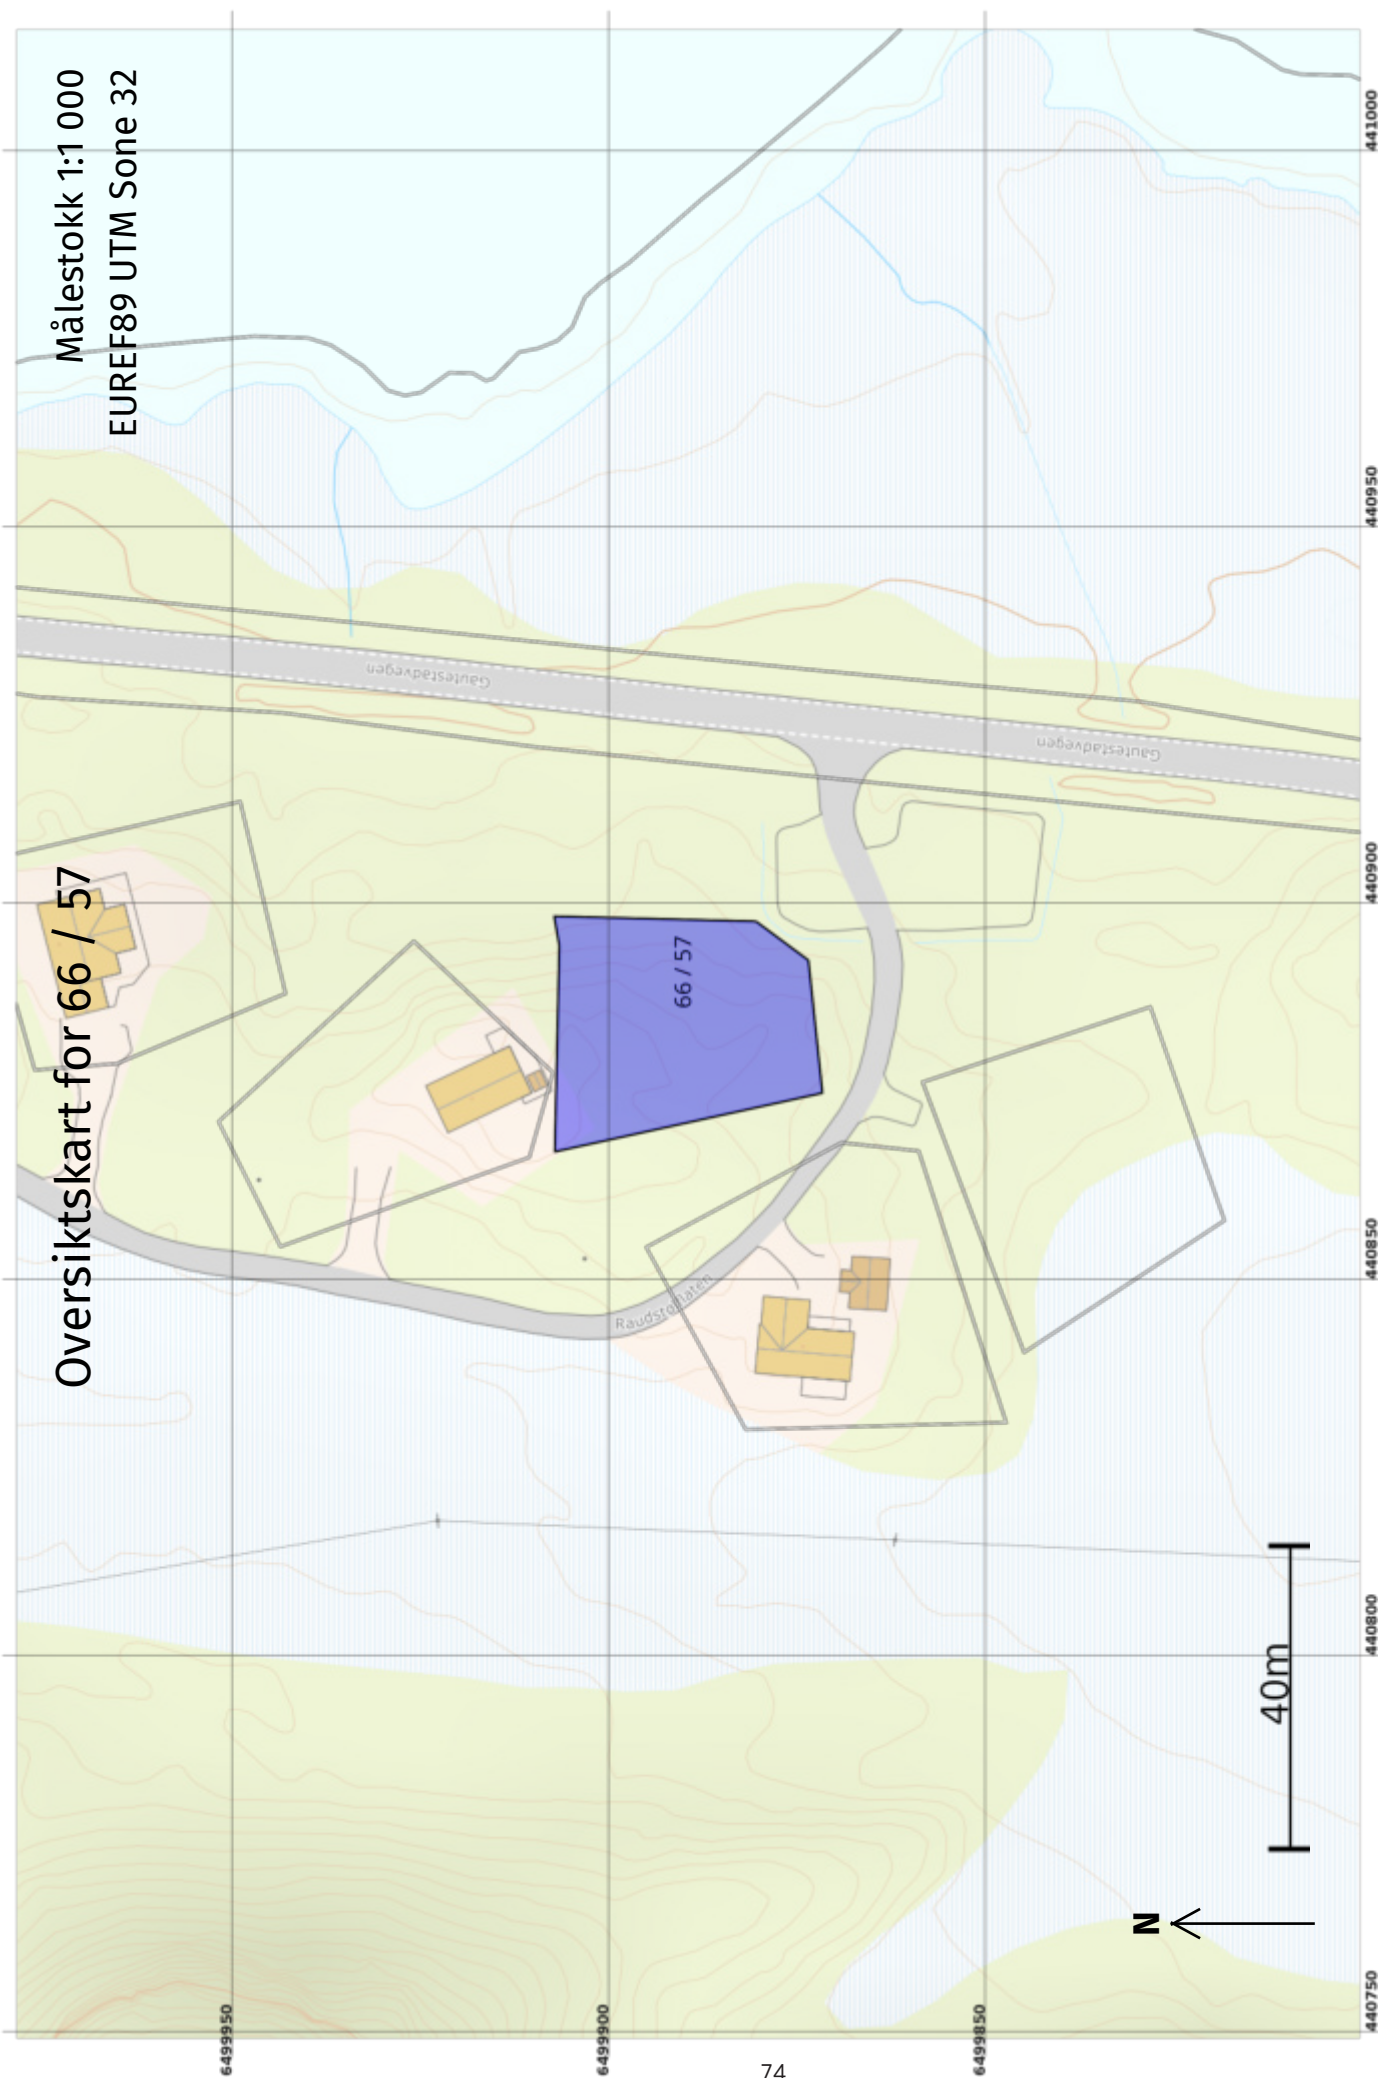 Oversiktskart for 66 / 57
Målestokk 1:1 000
EUREF89 UTM Sone 32
6499950
6499900
6499850
Gautestadvegen
Gautestadvegen
66 / 57
Raudstolflaten
N
40m
440750
440800
440850
440900
440950
441000
74